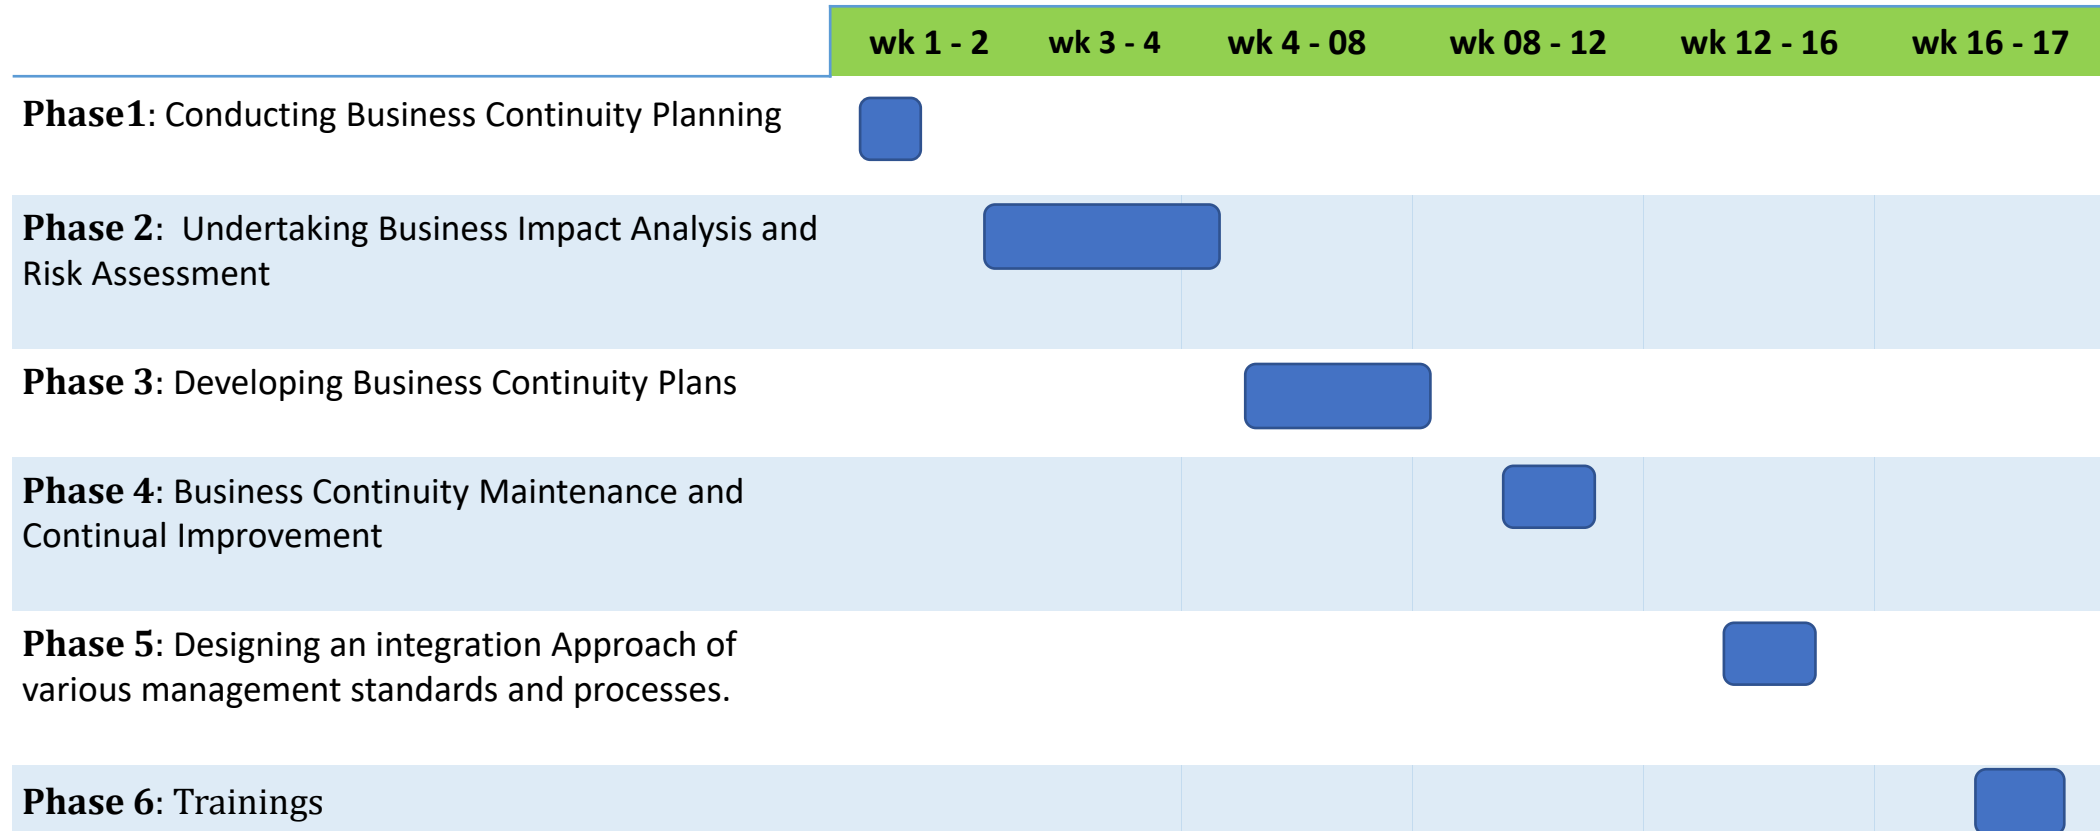 wk 1 - 2 wk 3 - 4 wk 4 - 08 wk 08 - 12 wk 12 - 16 wk 16 - 17
Phase1: Conducting Business Continuity Planning
Phase 2: Undertaking Business Impact Analysis and
Risk Assessment
Phase 3: Developing Business Continuity Plans
Phase 4: Business Continuity Maintenance and
Continual Improvement
Phase 5: Designing an integration Approach of
various management standards and processes.
Phase 6: Trainings